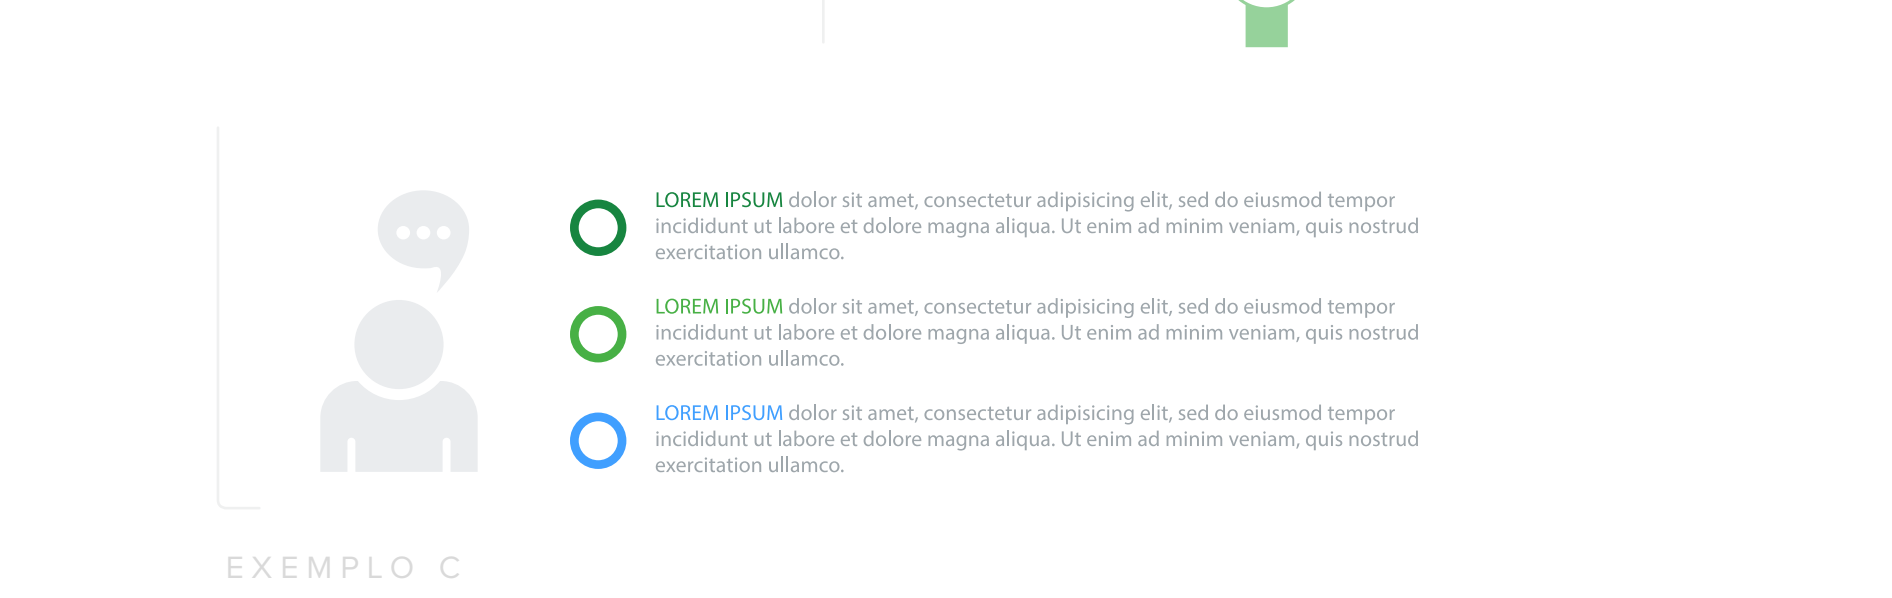 LOREM IPSUM dolor sit amet, consectetur adipisicing elit, sed do eiusmod tempor
incididunt ut labore et dolore magna aliqua. Ut enim ad minim veniam, quis nostrud
exercitation ullamco.
LOREM IPSUM dolor sit amet, consectetur adipisicing elit, sed do eiusmod tempor
incididunt ut labore et dolore magna aliqua. Ut enim ad minim veniam, quis nostrud
exercitation ullamco.
LOREM IPSUM dolor sit amet, consectetur adipisicing elit, sed do eiusmod tempor
incididunt ut labore et dolore magna aliqua. Ut enim ad minim veniam, quis nostrud
exercitation ullamco.
EXEMPLO C